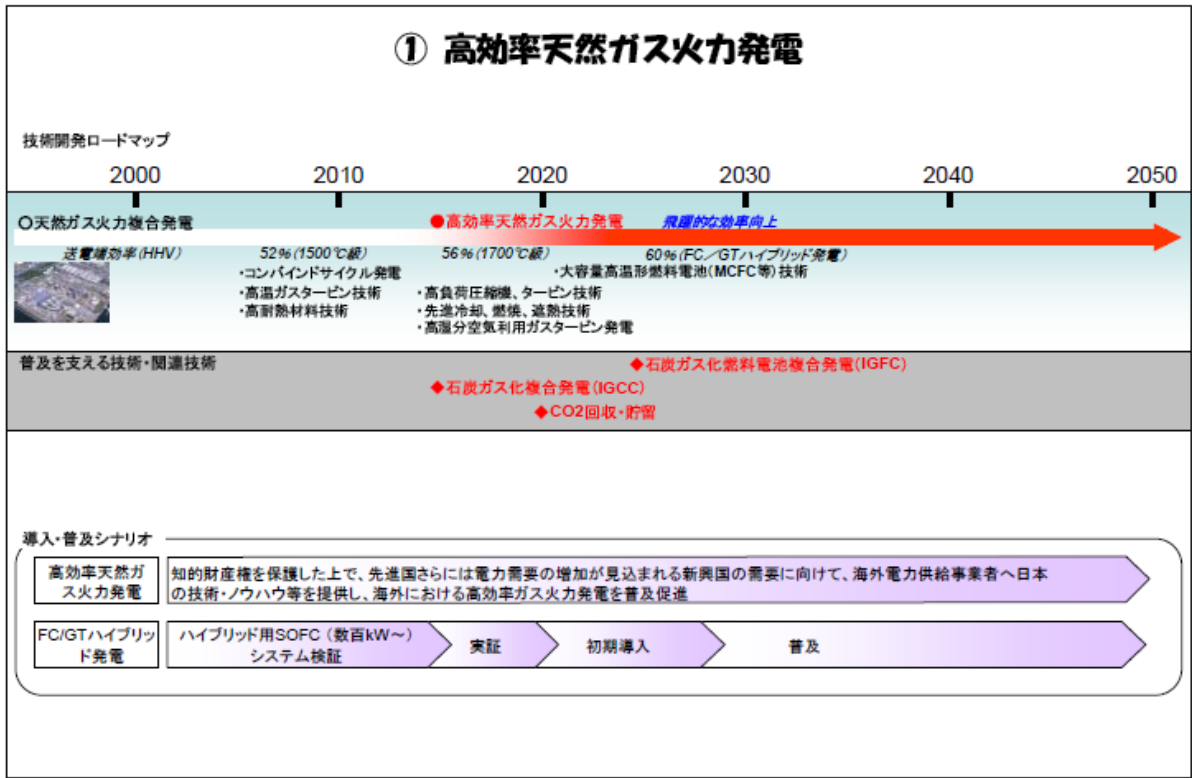 ① 高効率天然ガス火力発電
技術開発ロードマップ
2000 2010 2020 2030 2040 2050
○天然ガス火力複合発電 ●高効率天然ガス火力発電 飛躍的な効率向上
送電端効率(HHV) 52%(1500℃級) 56%(1700℃級) 60%(FC/GTハイブリッド発電)
・コンバインドサイクル発電 ・大容量高温形燃料電池(MCFC等)技術
・高温ガスタービン技術 ・高負荷圧縮機、タービン技術
・高耐熱材料技術 ・先進冷却、燃焼、遮熱技術
・高湿分空気利用ガスタービン発電
普及を支える技術・関連技術 ◆石炭ガス化燃料電池複合発電(IGFC)
◆石炭ガス化複合発電(IGCC)
◆CO2回収・貯留
導入・普及シナリオ
高効率天然ガ
ス火力発電
知的財産権を保護した上で、先進国さらには電力需要の増加が見込まれる新興国の需要に向けて、海外電力供給事業者へ日本
の技術・ノウハウ等を提供し、海外における高効率ガス火力発電を普及促進
FC/GTハイブリッ
ド発電
ハイブリッド用SOFC(数百kW~)
システム検証
実証
初期導入
普及